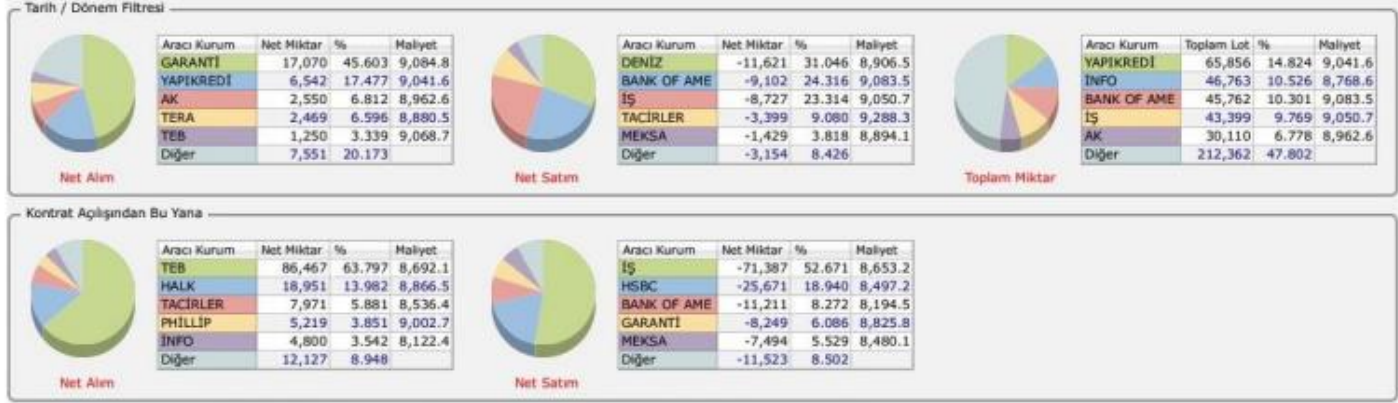 Tarih / Dönem Filtresi
Aracı Kurum Net Miktar % Maliyet
GARANTİ 17,070 45.603 9,084.8
YAPIKREDİ 6,542 17.477 9,041.6
AK 2,550 6.812 8,962.6
TERA 2,469 6.596 8,880.5
TEB 1,250 3.339 9,068.7
Diğer 7,551 20.173
Net Alım
Aracı Kurum Net Miktar % Maliyet
DENİZ -11,621 31.046 8,906.5
BANK OF AME -9,102 24.316 9,083.5
İŞ -8,727 23.314 9,050.7
TACİRLER -3,399 9.080 9,288.3
MEKSA -1,429 3.818 8,894.1
Diğer -3,154 8.426
Net Satım
Aracı Kurum Toplam Lot % Maliyet
YAPIKREDİ 65,856 14.824 9,041.6
İNFO 46,763 10.526 8,768.6
BANK OF AME 45,762 10.301 9,083.5
İŞ 43,399 9.769 9,050.7
AK 30,110 6.778 8,962.6
Diğer 212,362 47.802
Toplam Miktar
Kontrat Açılışından Bu Yana
Aracı Kurum Net Miktar % Maliyet
TEB 86,467 63.797 8,692.1
HALK 18,951 13.982 8,866.5
TACİRLER 7,971 5.881 8,536.4
PHİLLİP 5,219 3.851 9,002.7
İNFO 4,800 3.542 8,122.4
Diğer 12,127 8.948
Net Alım
Aracı Kurum Net Miktar % Maliyet
İŞ -71,387 52.671 8,653.2
HSBC -25,671 18.940 8,497.2
BANK OF AME -11,211 8.272 8,194.5
GARANTİ -8,249 6.086 8,825.8
MEKSA -7,494 5.529 8,480.1
Diğer -11,523 8.502
Net Satım